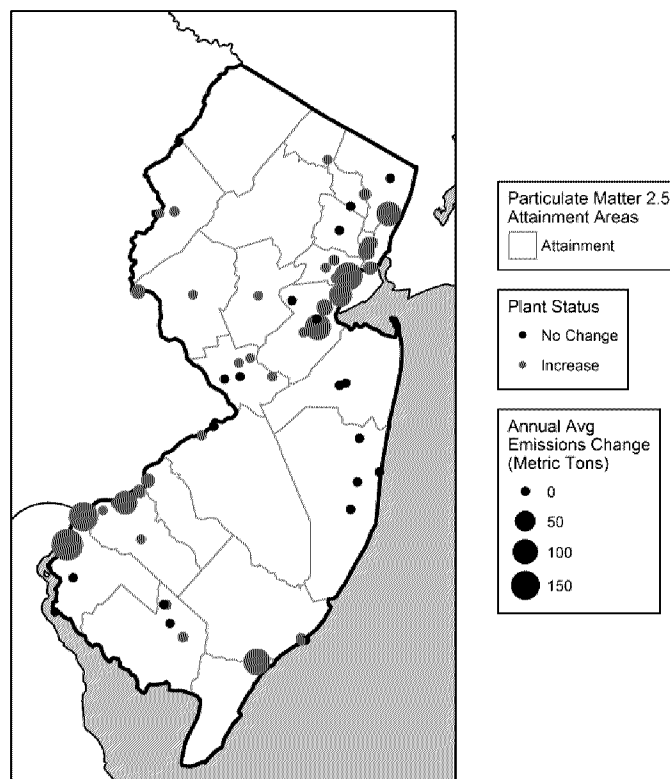 Particulate Matter 2.5
Attainment Areas
Attainment
Plant Status
No Change
Increase
Annual Avg
Emissions Change
(Metric Tons)
0
50
100
150